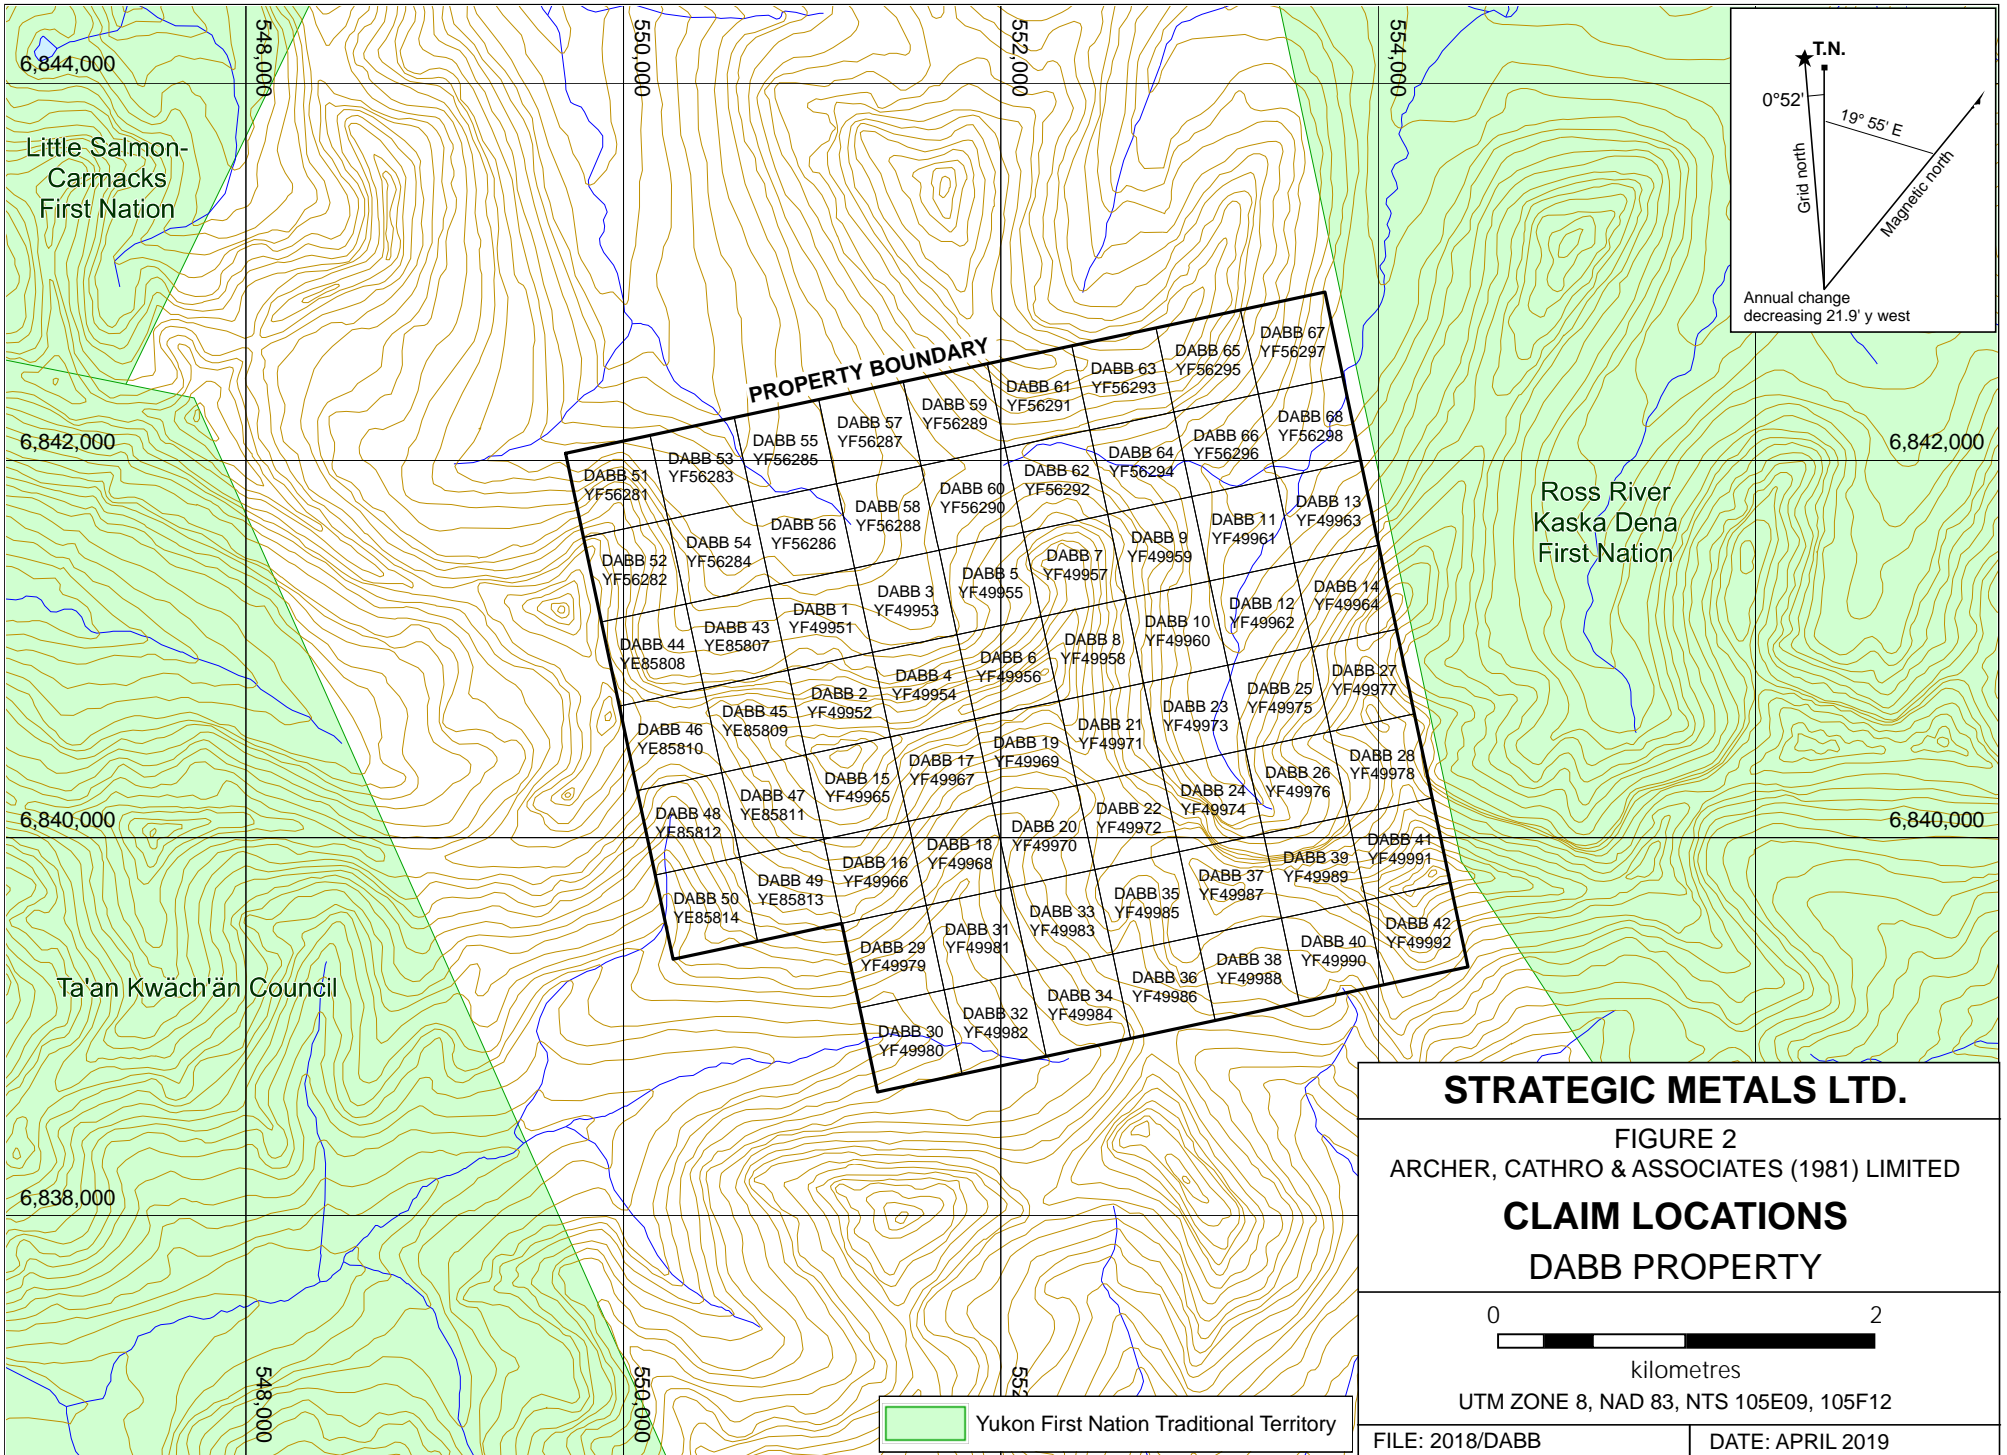 548,000
550,000
552,000
554,000
6,844,000
T.N.
0°52'
19° 55' E
Grid north
Magnetic north
Annual change
decreasing 21.9' y west
Little Salmon-
Carmacks
First Nation
PROPERTY BOUNDARY
6,842,000
6,842,000
Ross River
Kaska Dena
First Nation
DABB 67
YF56297
DABB 65
YF56295
DABB 63
YF56293
DABB 61
YF56291
DABB 59
YF56289
DABB 57
YF56287
DABB 55
YF56285
DABB 53
YF56283
DABB 51
YF56281
DABB 68
YF56298
DABB 66
YF56296
DABB 64
YF56294
DABB 62
YF56292
DABB 60
YF56290
DABB 58
YF56288
DABB 56
YF56286
DABB 54
YF56284
DABB 52
YF56282
DABB 13
YF49963
DABB 11
YF49961
DABB 9
YF49959
DABB 7
YF49957
DABB 5
YF49955
DABB 3
YF49953
DABB 1
YF49951
DABB 43
YE85807
DABB 44
YE85808
DABB 14
YF49964
DABB 12
YF49962
DABB 10
YF49960
DABB 8
YF49958
DABB 6
YF49956
DABB 4
YF49954
DABB 2
YF49952
DABB 45
YE85809
DABB 46
YE85810
DABB 27
YF49977
DABB 25
YF49975
DABB 23
YF49973
DABB 21
YF49971
DABB 19
YF49969
DABB 17
YF49967
DABB 15
YF49965
DABB 47
YE85811
DABB 48
YE85812
DABB 28
YF49978
DABB 26
YF49976
DABB 24
YF49974
DABB 22
YF49972
DABB 20
YF49970
DABB 18
YF49968
DABB 16
YF49966
DABB 49
YE85813
DABB 50
YE85814
DABB 41
YF49991
DABB 39
YF49989
DABB 37
YF49987
DABB 35
YF49985
DABB 33
YF49983
DABB 31
YF49981
DABB 29
YF49979
DABB 42
YF49992
DABB 40
YF49990
DABB 38
YF49988
DABB 36
YF49986
DABB 34
YF49984
DABB 32
YF49982
DABB 30
YF49980
6,840,000
6,840,000
Ta'an Kwäch'än Council
6,838,000
548,000
550,000
552
Yukon First Nation Traditional Territory
STRATEGIC METALS LTD.
FIGURE 2
ARCHER, CATHRO & ASSOCIATES (1981) LIMITED
CLAIM LOCATIONS
DABB PROPERTY
0 2
kilometres
UTM ZONE 8, NAD 83, NTS 105E09, 105F12
FILE: 2018/DABB
DATE: APRIL 2019